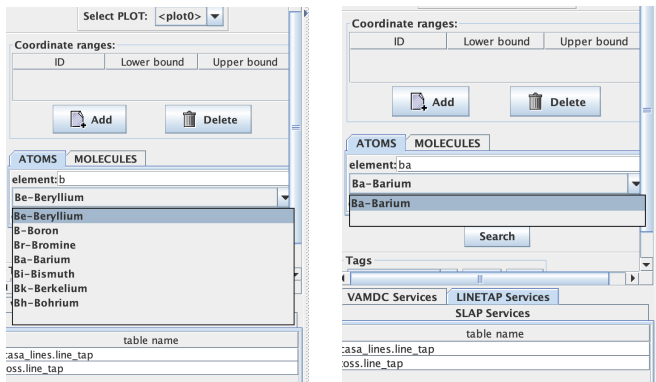 Select PLOT: <plot0>
Coordinate ranges:
ID Lower bound Upper bound
Add Delete
ATOMS MOLECULES
element: b
Be-Beryllium
Be-Beryllium
B-Boron
Br-Bromine
Ba-Barium
Bi-Bismuth
Bk-Berkelium
Bh-Bohrium
table name
casa_lines.line_tap
toss.line_tap
Coordinate ranges:
ID Lower bound Upper bound
Add Delete
ATOMS MOLECULES
element: ba
Ba-Barium
Ba-Barium
Search
Tags
VAMDC Services LINETAP Services
SLAP Services
table name
casa_lines.line_tap
toss.line_tap